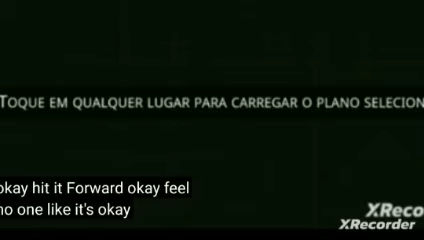 TOQUE EM QUALQUER LUGAR PARA CARREGAR O PLANO SELECION
okay hit it Forward okay feel
no one like it's okay
XReco
XRecorder